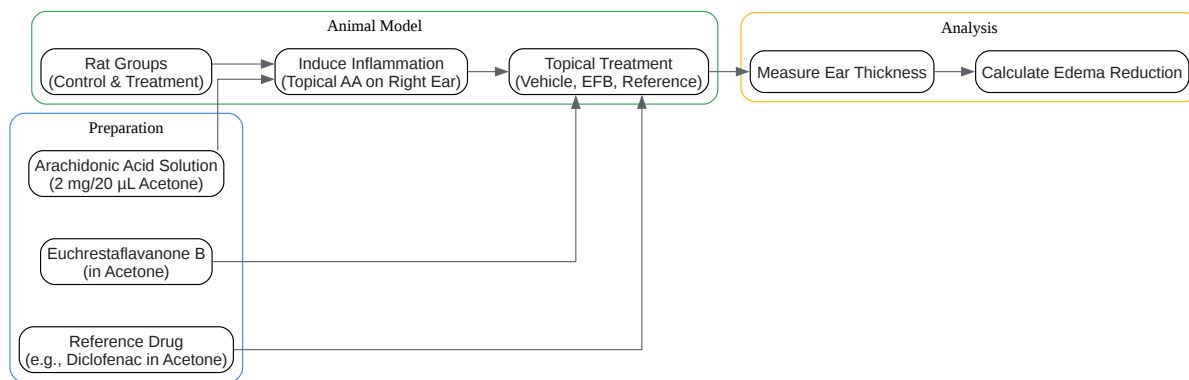 Animal Model
Rat Groups
(Control & Treatment)
Induce Inflammation
(Topical AA on Right Ear)
Topical Treatment
(Vehicle, EFB, Reference)
Analysis
Measure Ear Thickness
Calculate Edema Reduction
Preparation
Arachidonic Acid Solution
(2 mg/20 µL Acetone)
Euchrestaflavanone B
(in Acetone)
Reference Drug
(e.g., Diclofenac in Acetone)